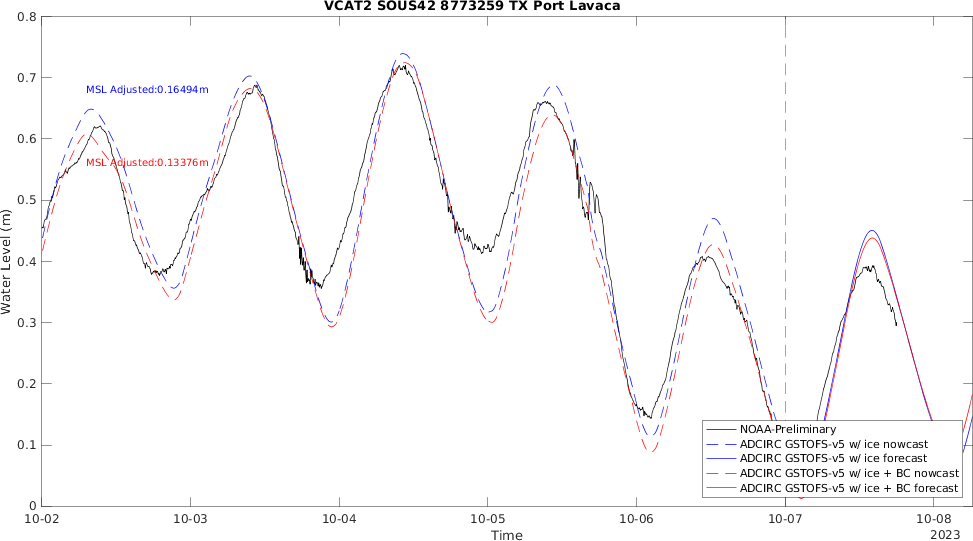 VCAT2 SOUS42 8773259 TX Port Lavaca
0.8
0.7
0.6
0.5
0.4
0.3
0.2
0.1
0
Water Level (m)
MSL Adjusted:0.16494m
MSL Adjusted:0.13376m
NOAA-Preliminary
ADCIRC GSTOFS-v5 w/ ice nowcast
ADCIRC GSTOFS-v5 w/ ice forecast
ADCIRC GSTOFS-v5 w/ ice + BC nowcast
ADCIRC GSTOFS-v5 w/ ice + BC forecast
10-02 10-03 10-04 10-05 10-06 10-07 10-08
Time
2023